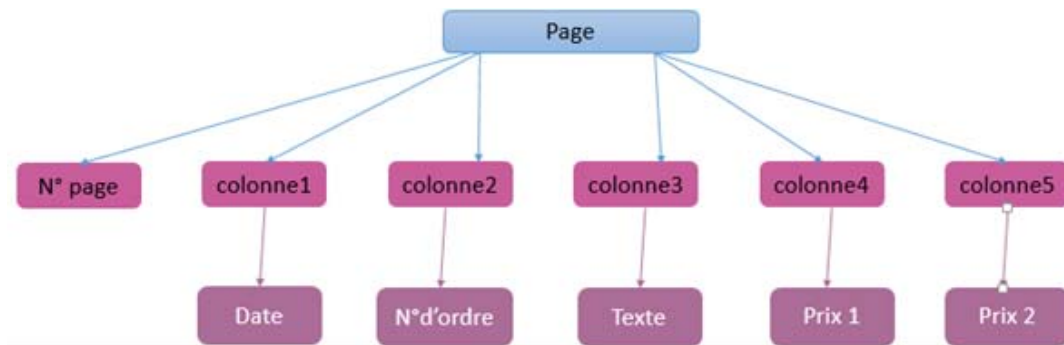 Page
N° page
colonne1
colonne2
colonne3
colonne4
colonne5
Date
N°d'ordre
Texte
Prix 1
Prix 2